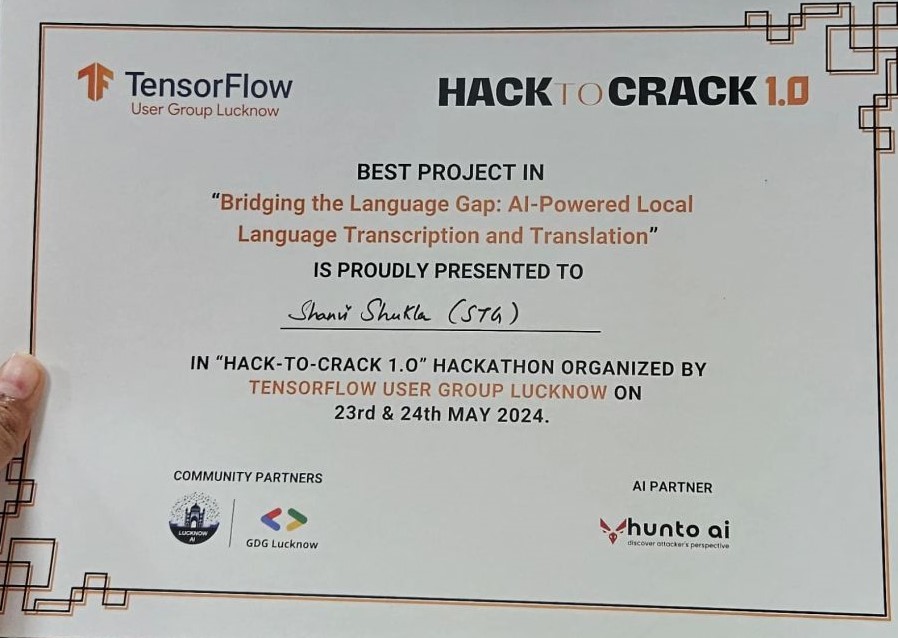 TensorFlow
User Group Lucknow
HACK TO CRACK 1.0
BEST PROJECT IN
“Bridging the Language Gap: AI-Powered Local
Language Transcription and Translation”
IS PROUDLY PRESENTED TO
Shanvi Shukla (STG)
IN “HACK-TO-CRACK 1.0” HACKATHON ORGANIZED BY
TENSORFLOW USER GROUP LUCKNOW ON
23rd & 24th MAY 2024.
COMMUNITY PARTNERS
LUCKNOW
AI
GDG Lucknow
AI PARTNER
hunto ai
discover attacker's perspective